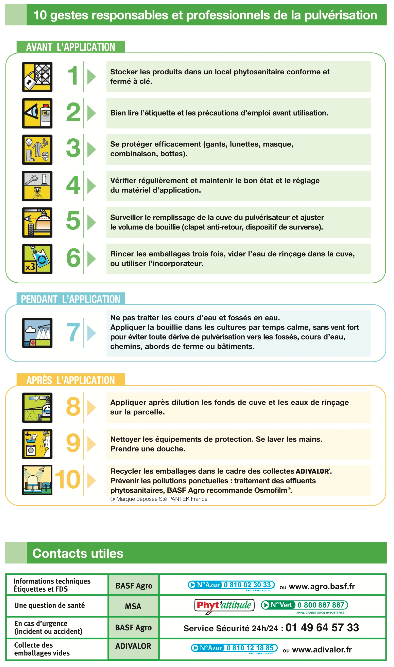 10 gestes responsables et professionnels de la pulvérisation
AVANT L'APPLICATION
1
Stocker les produits dans un local phytosanitaire conforme et
fermé à clé.
2
Bien lire l'étiquette et les précautions d'emploi avant utilisation.
3
Se protéger efficacement (gants, lunettes, masque,
combinaison, bottes).
4
Vérifier régulièrement et maintenir le bon état et le réglage
du matériel d'application.
5
Surveiller le remplissage de la cuve du pulvérisateur et ajuster
le volume de bouillie (clapet anti-retour, dispositif de surverse).
x3
6
Rincer les emballages trois fois, vider l'eau de rinçage dans la cuve,
ou utiliser l'incorporateur.
PENDANT L'APPLICATION
7
Ne pas traiter les cours d'eau et fossés en eau.
Appliquer la bouillie dans les cultures par temps calme, sans vent fort
pour éviter toute dérive de pulvérisation vers les fossés, cours d'eau,
chemins, abords de ferme ou bâtiments.
APRÈS L'APPLICATION
8
Appliquer après dilution les fonds de cuve et les eaux de rinçage
sur la parcelle.
9
Nettoyer les équipements de protection. Se laver les mains.
Prendre une douche.
10
Recycler les emballages dans le cadre des collectes ADIVALOR.
Prévenir les pollutions ponctuelles : traitement des effluents
phytosanitaires, BASF Agro recommande Osmofilm
Marque déposée Sté PANTEK France
Contacts utiles
Informations techniques
Étiquettes et FDS
BASF Agro
N°Azur 0 810 02 30 33 ou www.agro.basf.fr
Une question de santé
MSA
Phyt'attitude N°Vert 0 800 887 887
En cas d'urgence
(incident ou accident)
BASF Agro
Service Sécurité 24h/24 : 01 49 64 57 33
Collecte des
emballages vides
ADIVALOR
N°Azur 0 810 12 18 85 ou www.adivalor.fr